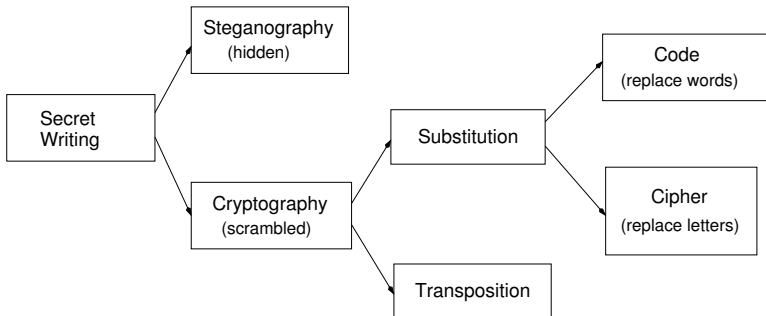 Steganography
(hidden)
Code
(replace words)
Secret
Writing
Substitution
Cryptography
(scrambled)
Cipher
(replace letters)
Transposition